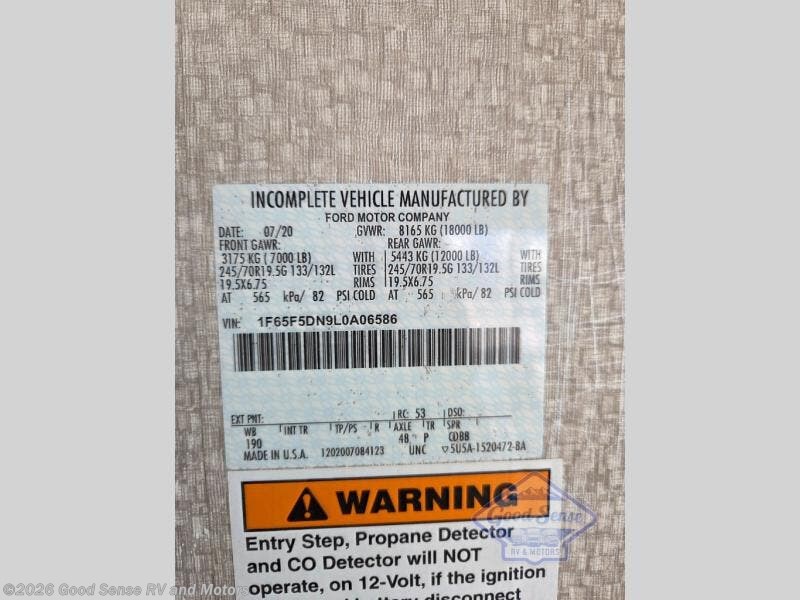 INCOMPLETE VEHICLE MANUFACTURED BY
FORD MOTOR COMPANY
DATE: 07/20 GVWR: 8165 KG (18000 LB)
FRONT GAWR: REAR GAWR:
3175 KG (7000 LB) WITH 5443 KG (12000 LB) WITH
245/70R19.5G 133/132L TIRES 245/70R19.5G 133/132L TIRES
19.5X6.75 RIMS 19.5X6.75 RIMS
AT 565 kPa/ 82 PSI COLD AT 565 kPa/ 82 PSI COLD
VIN: 1F65F5DN9L0A06586
EXT PNT: RC: 53 DSO:
WB INT TR TP/PS R AXLE TR SPR
190 48 P CDBB
MADE IN U.S.A. 1202007084123 UNC ▽5U5A-1520472-BA
WARNING
Entry Step, Propane Detector
and CO Detector will NOT
operate, on 12-Volt, if the ignition
battery disconnect
Good Sense
RV & MOTORS
©2026 Good Sense RV and Motors